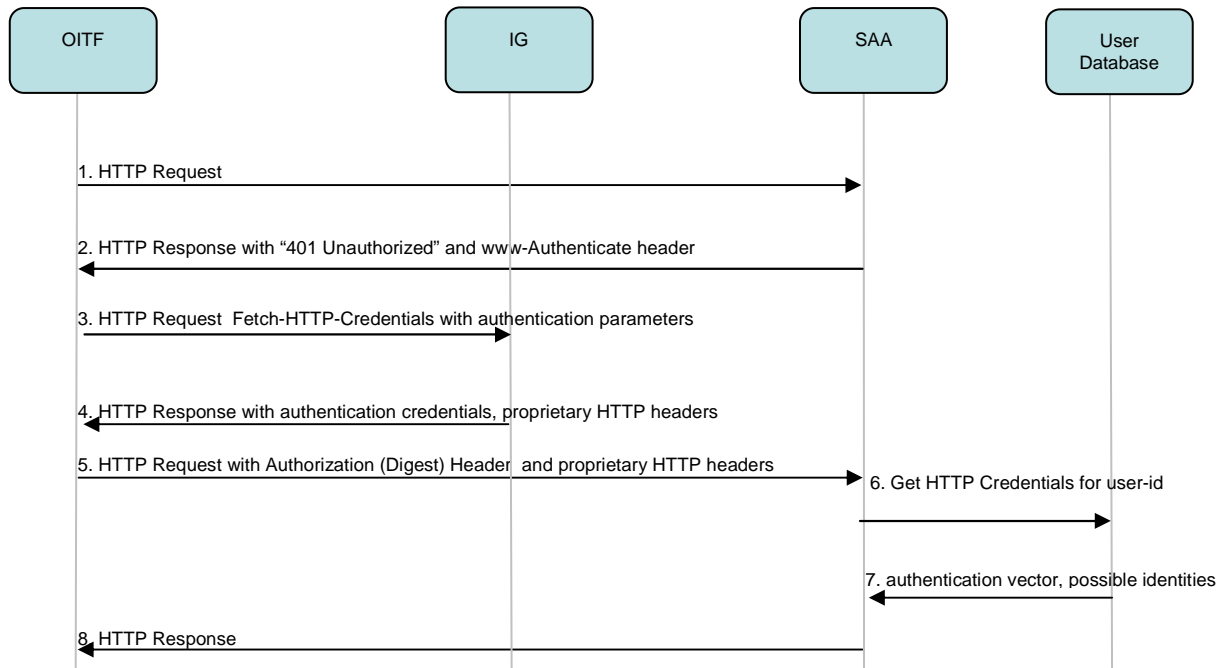 OITF
IG
SAA
User
Database
1. HTTP Request
2. HTTP Response with “401 Unauthorized” and www-Authenticate header
3. HTTP Request  Fetch-HTTP-Credentials with authentication parameters
4. HTTP Response with authentication credentials, proprietary HTTP headers
5. HTTP Request with Authorization (Digest) Header  and proprietary HTTP headers
6. Get HTTP Credentials for user-id
7. authentication vector, possible identities
8. HTTP Response